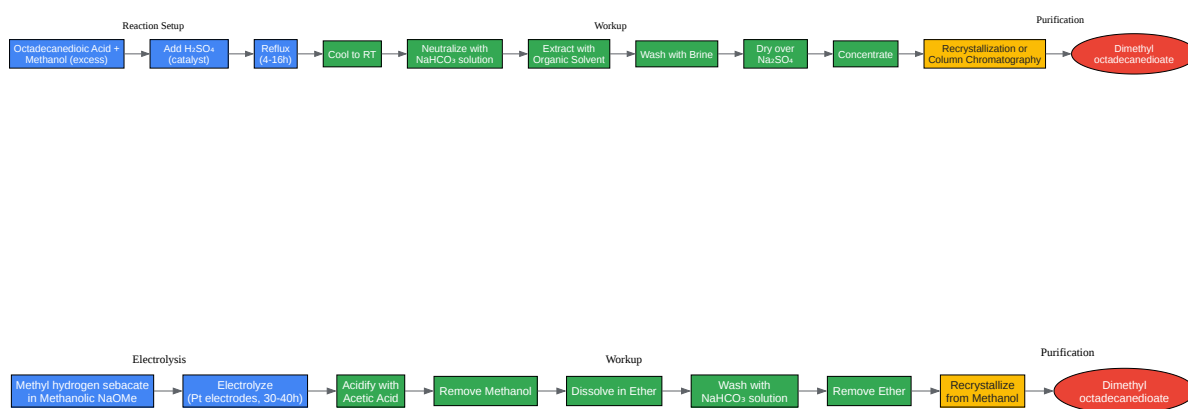 Reaction Setup
Workup
Purification
Octadecanedioic Acid +
Methanol (excess)
Add H₂SO₄
(catalyst)
Reflux
(4-16h)
Cool to RT
Neutralize with
NaHCO₃ solution
Extract with
Organic Solvent
Wash with Brine
Dry over
Na₂SO₄
Concentrate
Recrystallization or
Column Chromatography
Dimethyl
octadecanedioate
Electrolysis
Workup
Purification
Methyl hydrogen sebacate
in Methanolic NaOMe
Electrolyze
(Pt electrodes, 30-40h)
Acidify with
Acetic Acid
Remove Methanol
Dissolve in Ether
Wash with
NaHCO₃ solution
Remove Ether
Recrystallize
from Methanol
Dimethyl
octadecanedioate